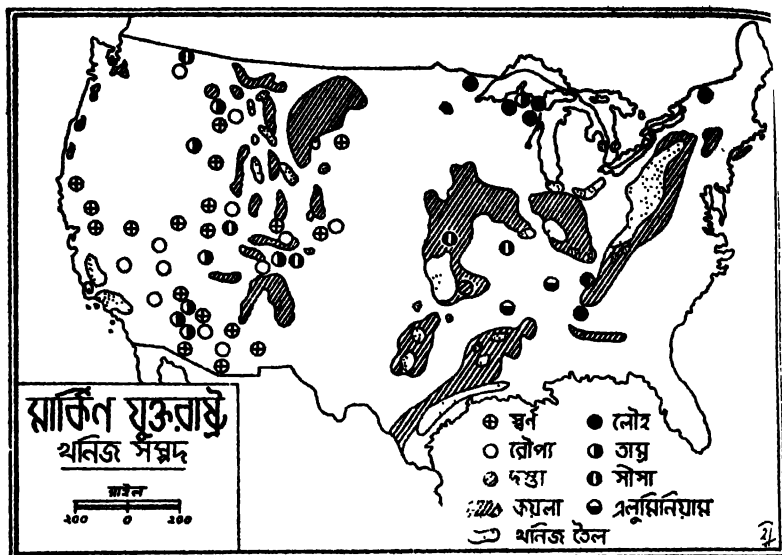 মার্কিণ যুক্তরাষ্ট্র
খনিজ সম্পদ
মাইল
২০০ ০ ২০০
স্বর্ণ
রৌপ্য
দস্তা
কয়লা
খনিজ তৈল
লৌহ
তাম্র
সীসা
এলুমিনিয়াম